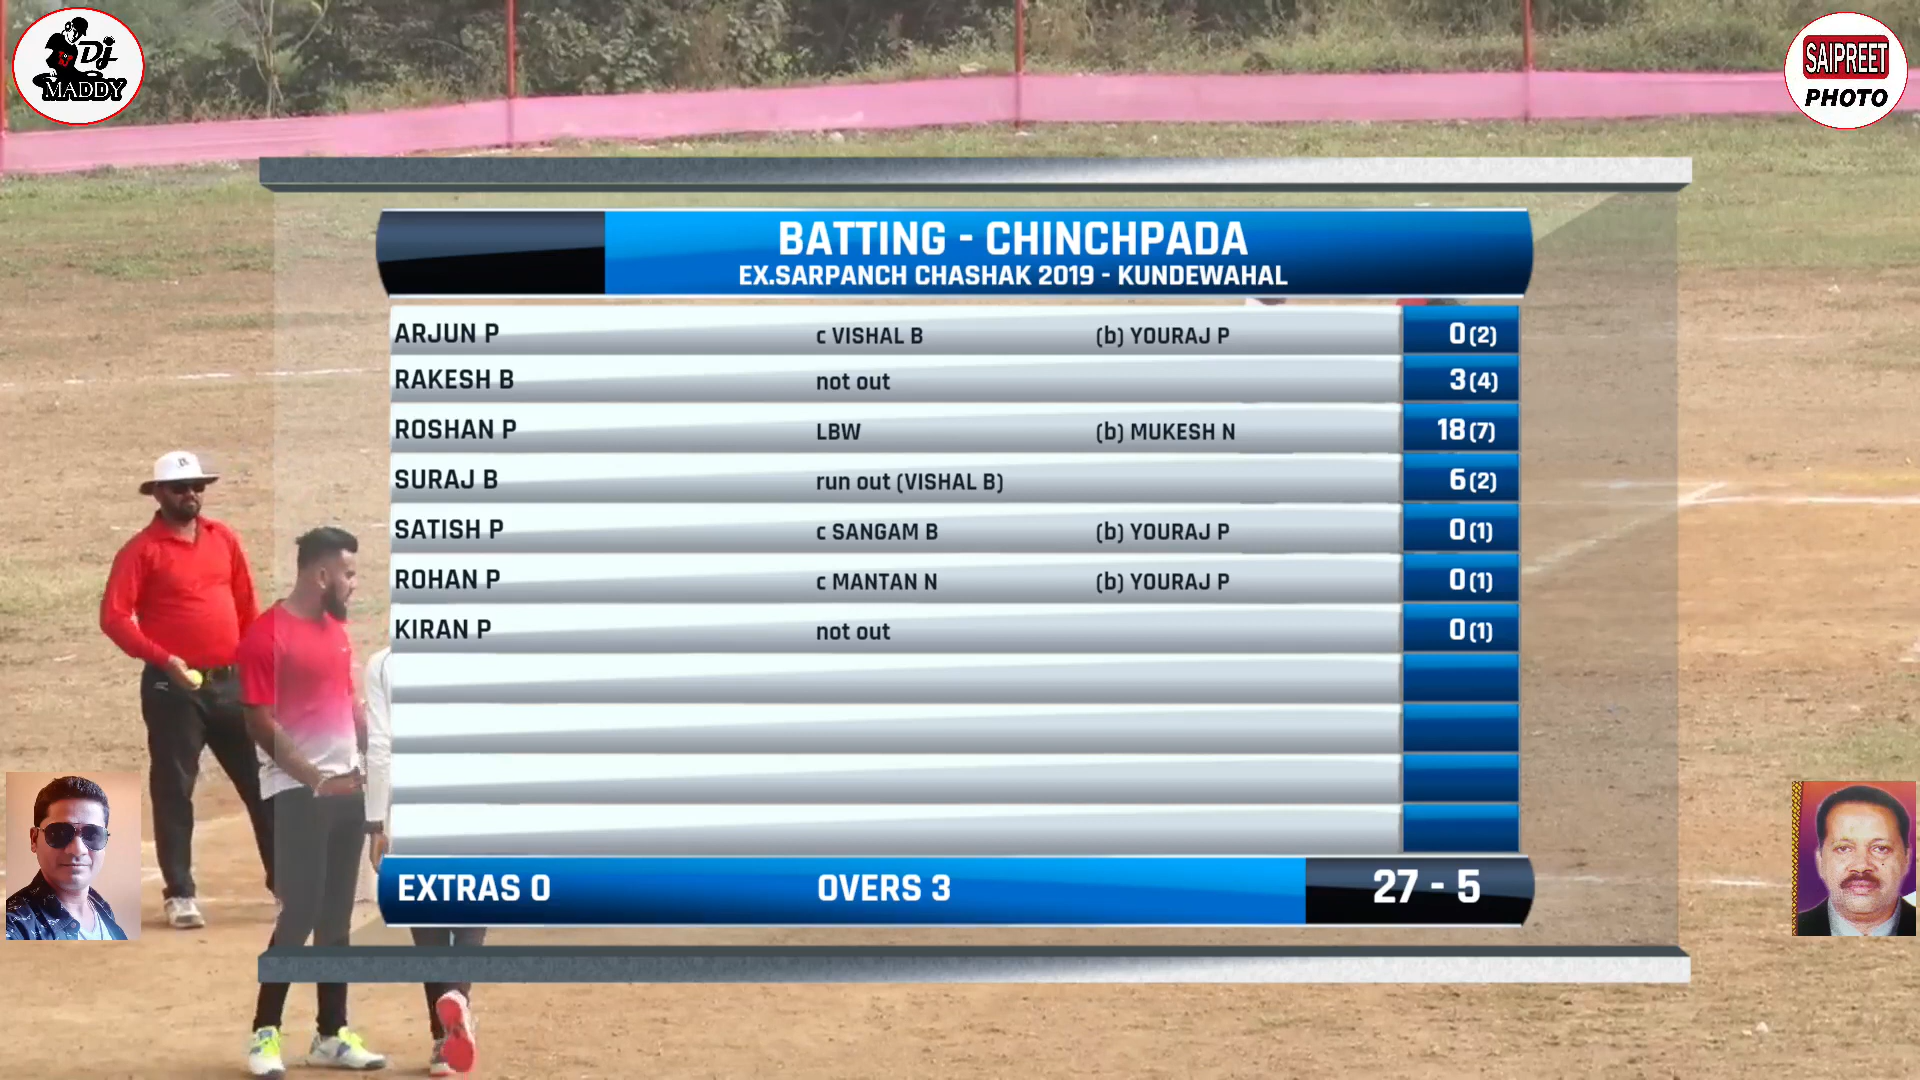 Dj
MADDY
SAIPREET
PHOTO
BATTING - CHINCHPADA
EX.SARPANCH CHASHAK 2019 - KUNDEWAHAL
ARJUN P c VISHAL B (b) YOURAJ P 0 (2)
RAKESH B not out 3 (4)
ROSHAN P LBW (b) MUKESH N 18 (7)
SURAJ B run out (VISHAL B) 6 (2)
SATISH P c SANGAM B (b) YOURAJ P 0 (1)
ROHAN P c MANTAN N (b) YOURAJ P 0 (1)
KIRAN P not out 0 (1)
EXTRAS 0 OVERS 3 27 - 5